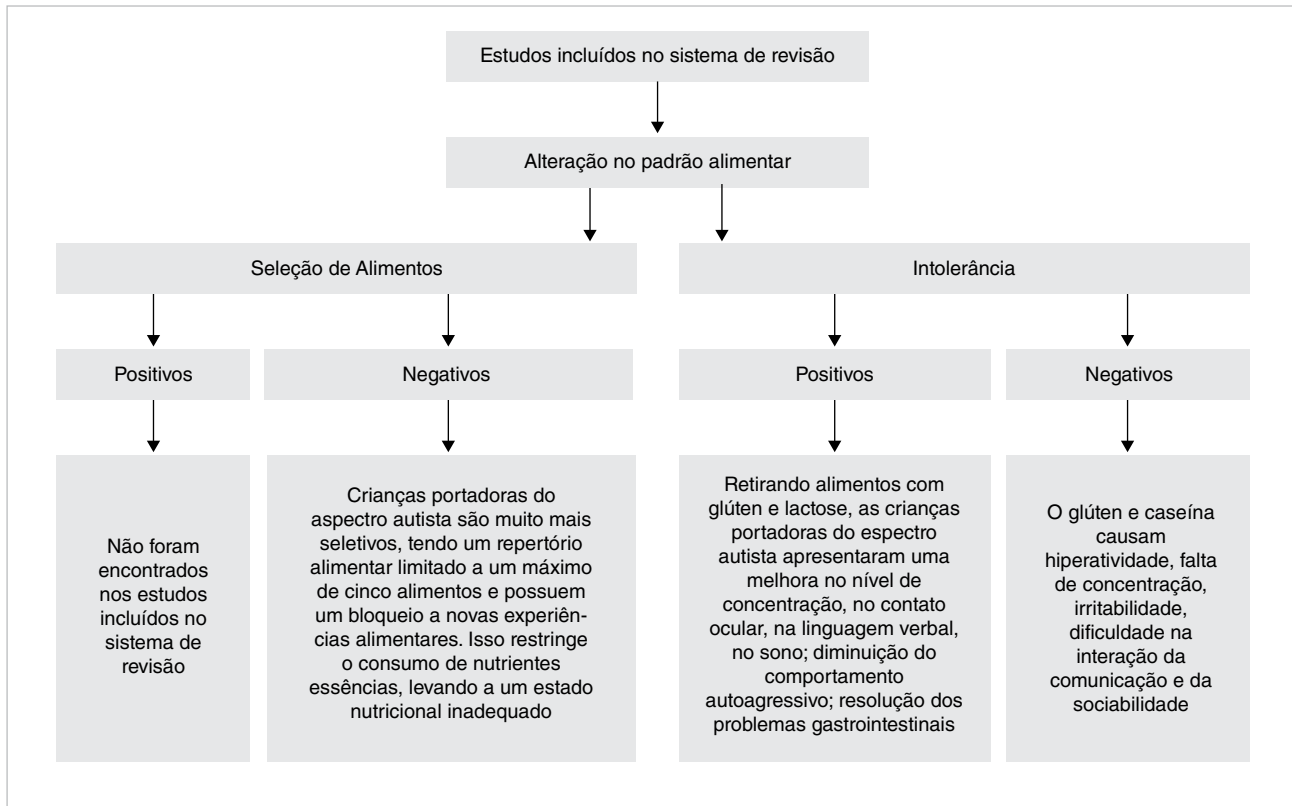 Estudos incluídos no sistema de revisão
Alteração no padrão alimentar
Seleção de Alimentos
Intolerância
Positivos
Negativos
Positivos
Negativos
Não foram
encontrados
nos estudos
incluídos no
sistema de
revisão
Crianças portadoras do
aspectro autista são muito mais
seletivos, tendo um repertório
alimentar limitado a um máximo
de cinco alimentos e possuem
um bloqueio a novas experiên-
cias alimentares. Isso restringe
o consumo de nutrientes
essências, levando a um estado
nutricional inadequado
Retirando alimentos com
glúten e lactose, as crianças
portadoras do espectro
autista apresentaram uma
melhora no nível de
concentração, no contato
ocular, na linguagem verbal,
no sono; diminuição do
comportamento
autoagressivo; resolução dos
problemas gastrointestinais
O glúten e caseína
causam
hiperatividade, falta
de concentração,
irritabilidade,
dificuldade na
interação da
comunicação e da
sociabilidade